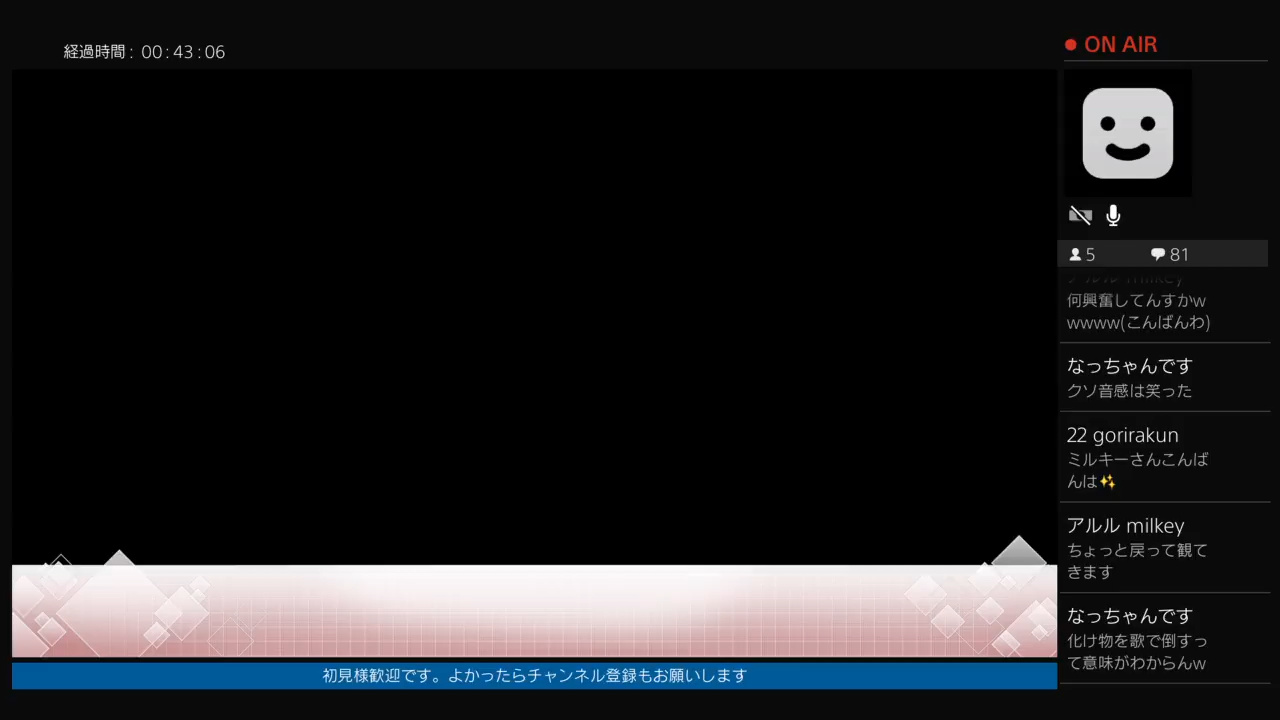 経過時間 : 00 : 43 : 06
ON AIR
5
81
何興奮してんすかw
wwww(こんばんわ)
なっちゃんです
クソ音感は笑った
22 gorirakun
ミルキーさんこんば
んは✨
アルル milkey
ちょっと戻って観て
きます
なっちゃんです
化け物を歌で倒すっ
て意味がわからんw
初見様歓迎です。よかったらチャンネル登録もお願いします